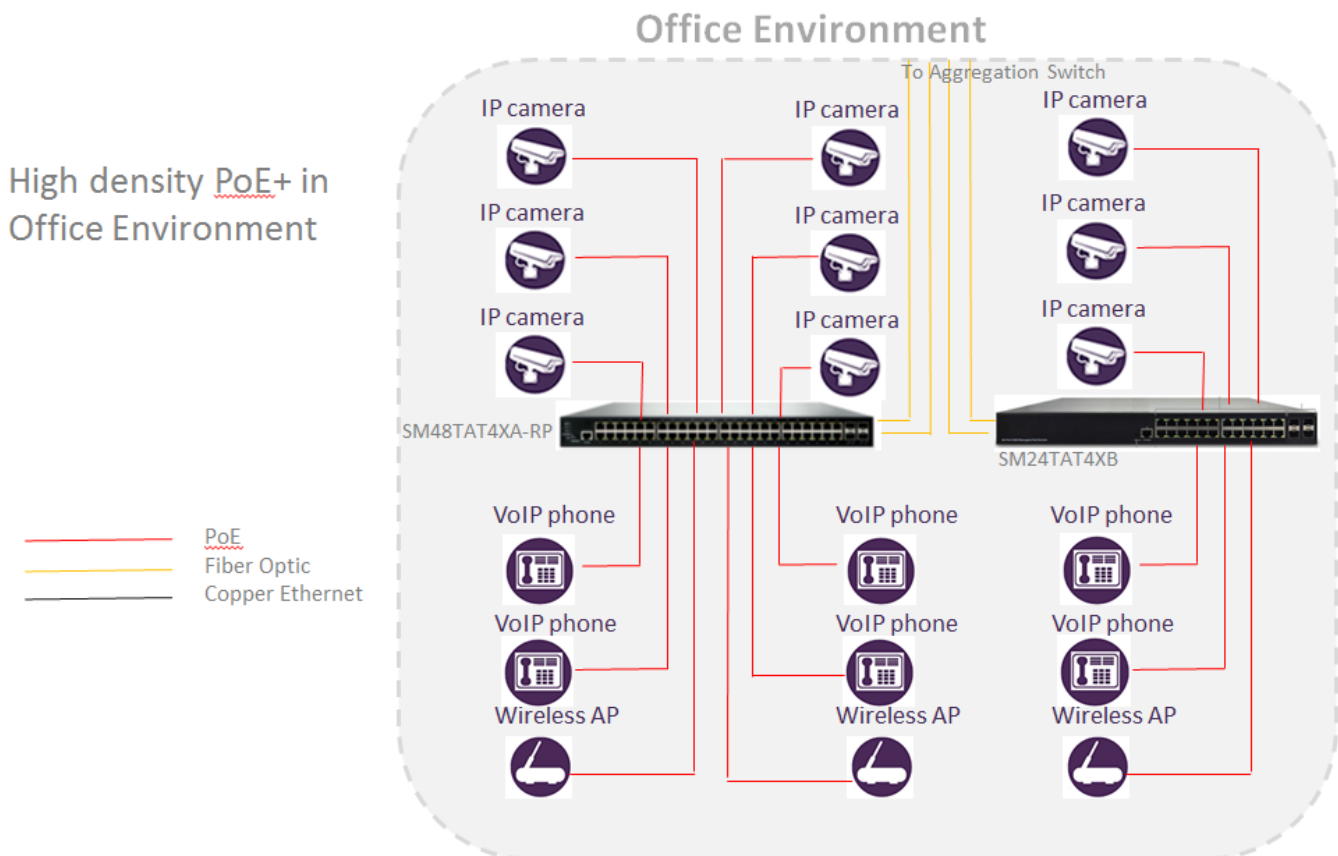 Office Environment
To Aggregation Switch
High density PoE+ in
Office Environment
IP camera
IP camera
IP camera
IP camera
IP camera
IP camera
IP camera
IP camera
IP camera
SM48TAT4XA-RP
SM24TAT4XB
PoE
Fiber Optic
Copper Ethernet
VoIP phone
VoIP phone
VoIP phone
VoIP phone
VoIP phone
VoIP phone
Wireless AP
Wireless AP
Wireless AP